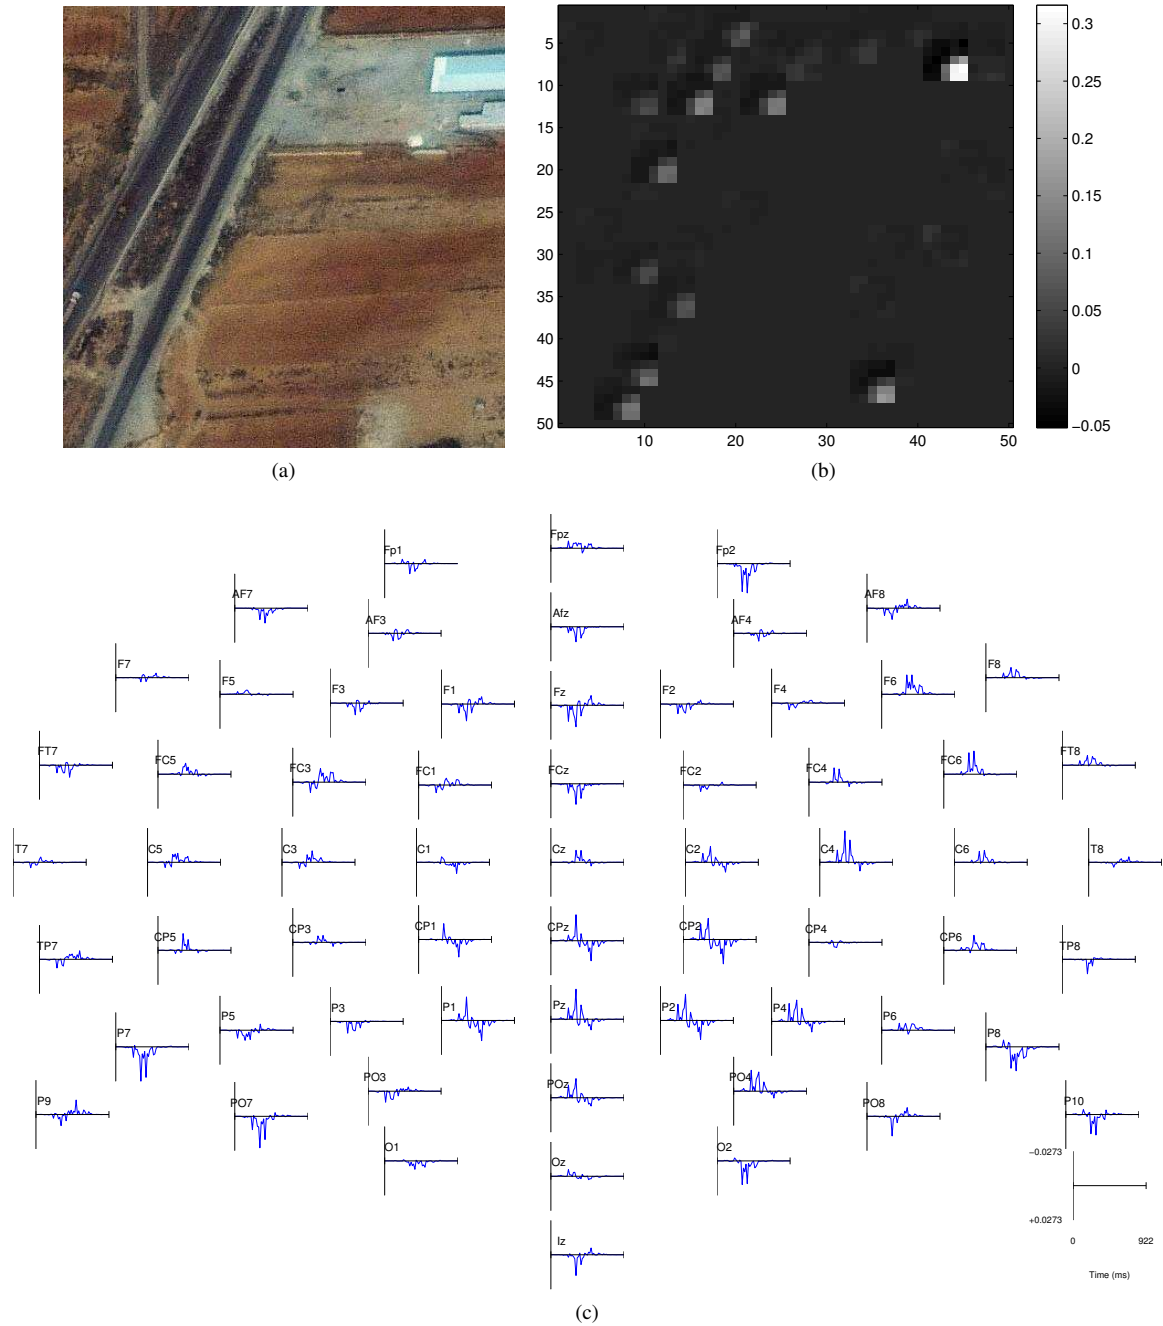 5
10
15
20
25
30
35
40
45
50
10
20
30
40
50
0.3
0.25
0.2
0.15
0.1
0.05
0
−0.05
(a)
(b)
Fpz
Fp1
Fp2
AF7
AF8
AF3
Afz
AF4
F7
F5
F3
F1
Fz
F2
F4
F6
F8
FT7
FC5
FC3
FC1
FCz
FC2
FC4
FC6
FT8
T7
C5
C3
C1
Cz
C2
C4
C6
T8
TP7
CP5
CP3
CP1
CPz
CP2
CP4
CP6
TP8
P7
P5
P3
P1
Pz
P2
P4
P6
P8
P9
PO7
PO3
POz
PO4
PO8
P10
O1
Oz
O2
Iz
−0.0273
+0.0273
0 922
Time (ms)
(c)